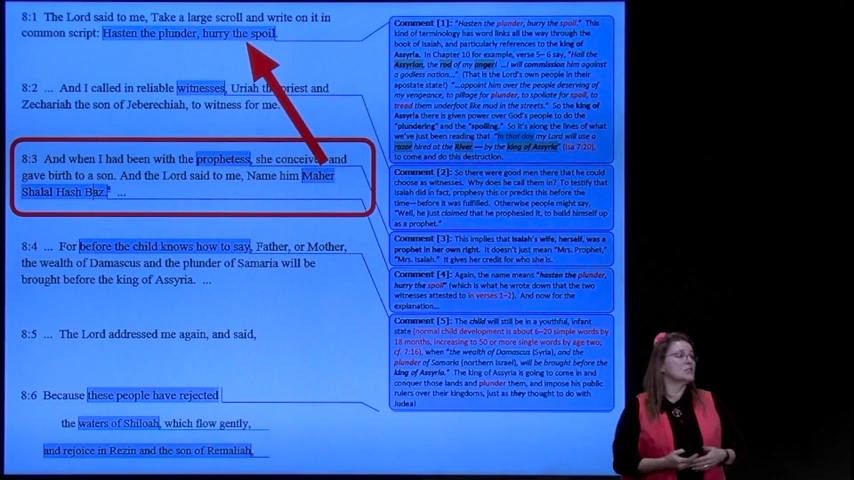 8:1 The Lord said to me, Take a large scroll and write on it in
common script: Hasten the plunder, hurry the spoil.
8:2 ... And I called in reliable witnesses, Uriah the priest and
Zechariah the son of Jeberechiah, to witness for me.
8:3 And when I had been with the prophetess, she conceived and
gave birth to a son. And the Lord said to me, Name him Maher
Shalal Hash Baz. ...
8:4 ... For before the child knows how to say, Father, or Mother,
the wealth of Damascus and the plunder of Samaria will be
brought before the king of Assyria. ...
8:5 ... The Lord addressed me again, and said,
8:6 Because these people have rejected
the waters of Shiloah, which flow gently,
and rejoice in Rezin and the son of Remaliah,
Comment [1]: "Hasten the plunder, hurry the spoil." This
kind of terminology has word links all the way through the
book of Isaiah, and particularly references to the king of
Assyria. In Chapter 10 for example, verse 5–6 say, "Hail the
Assyrian, the rod of my anger! ...I will commission him against
a godless nation..." (That is the Lord's own people in their
apostate state!) "...appoint him over the people deserving of
my vengeance, to pillage for plunder, to spoliate for spoil, to
tread them underfoot like mud in the streets." So the king of
Assyria there is given power over God's people to do the
"plundering" and the "spoiling." So it's along the lines of what
we've just been reading that "In that day my Lord will use a
razor hired at the River — by the king of Assyria" (Isa 7:20),
to come and do this destruction.
Comment [2]: So there were good men there that he could
choose as witnesses. Why does he call them in? To testify that
Isaiah did in fact, prophesy this or predict this before the
time—before it was fulfilled. Otherwise people might say,
"Well, he just claimed that he prophesied it, to build himself up
as a prophet."
Comment [3]: This implies that Isaiah's wife, herself, was a
prophet in her own right. It doesn't just mean "Mrs. Prophet,"
"Mrs. Isaiah." It gives her credit for who she is.
Comment [4]: Again, the name means "hasten the plunder,
hurry the spoil" (which is what he wrote down that the two
witnesses attested to in verses 1–2). And now for the
explanation...
Comment [5]: The child will still be in a youthful, infant
state (normal child development is about 6–20 simple words by
18 months, increasing to 50 or more single words by age two;
cf. 7:16), when "the wealth of Damascus (Syria), and the
plunder of Samaria (northern Israel), will be brought before the
king of Assyria." The king of Assyria is going to come in and
conquer those lands and plunder them, and impose his public
rulers over their kingdoms, just as they thought to do with
Judea!